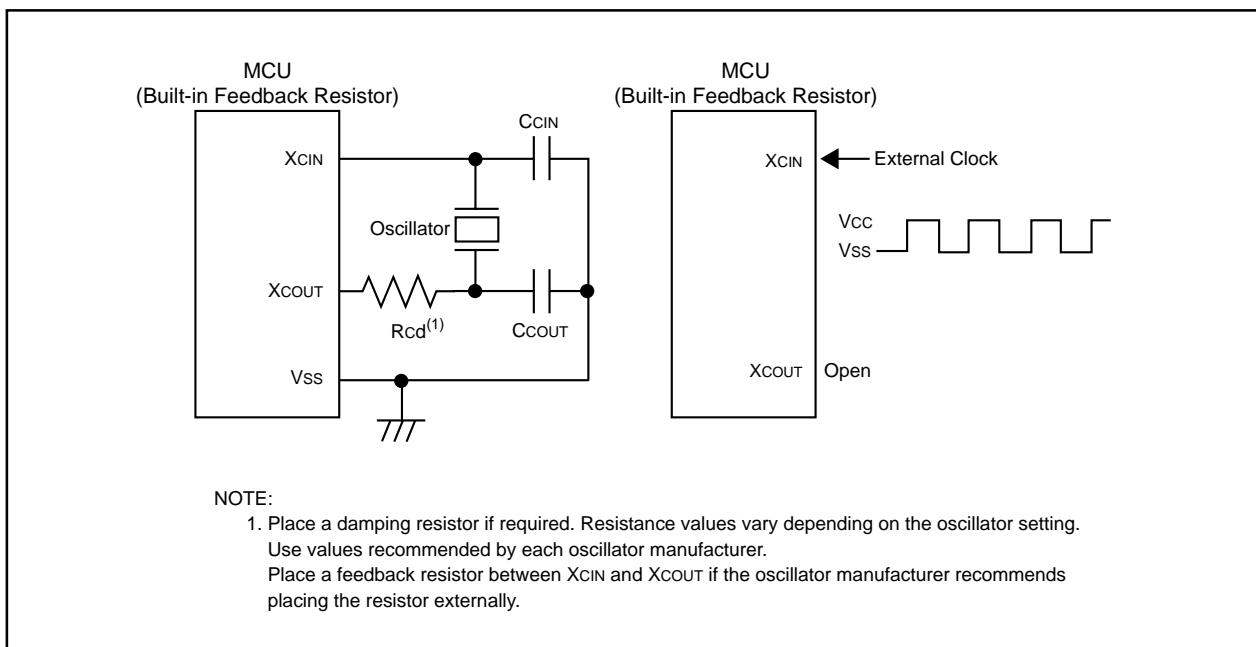 MCU
(Built-in Feedback Resistor)
XCIN
CCIN
Oscillator
XCOUT
RCd(1)
CCOUT
VSS
MCU
(Built-in Feedback Resistor)
XCIN
External Clock
VCC
VSS
XCOUT
Open
NOTE:
1. Place a damping resistor if required. Resistance values vary depending on the oscillator setting.
Use values recommended by each oscillator manufacturer.
Place a feedback resistor between XCIN and XCOUT if the oscillator manufacturer recommends
placing the resistor externally.